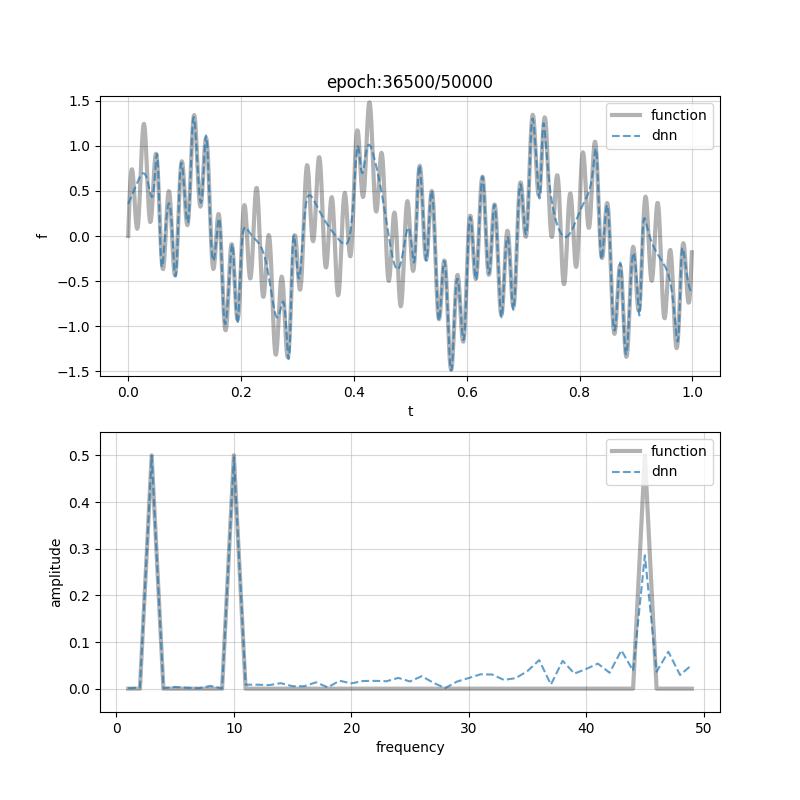 epoch:36500/50000
1.5
1.0
0.5
0.0
−0.5
−1.0
−1.5
f
function
dnn
0.0 0.2 0.4 0.6 0.8 1.0
t
0.5
0.4
0.3
0.2
0.1
0.0
amplitude
function
dnn
0 10 20 30 40 50
frequency